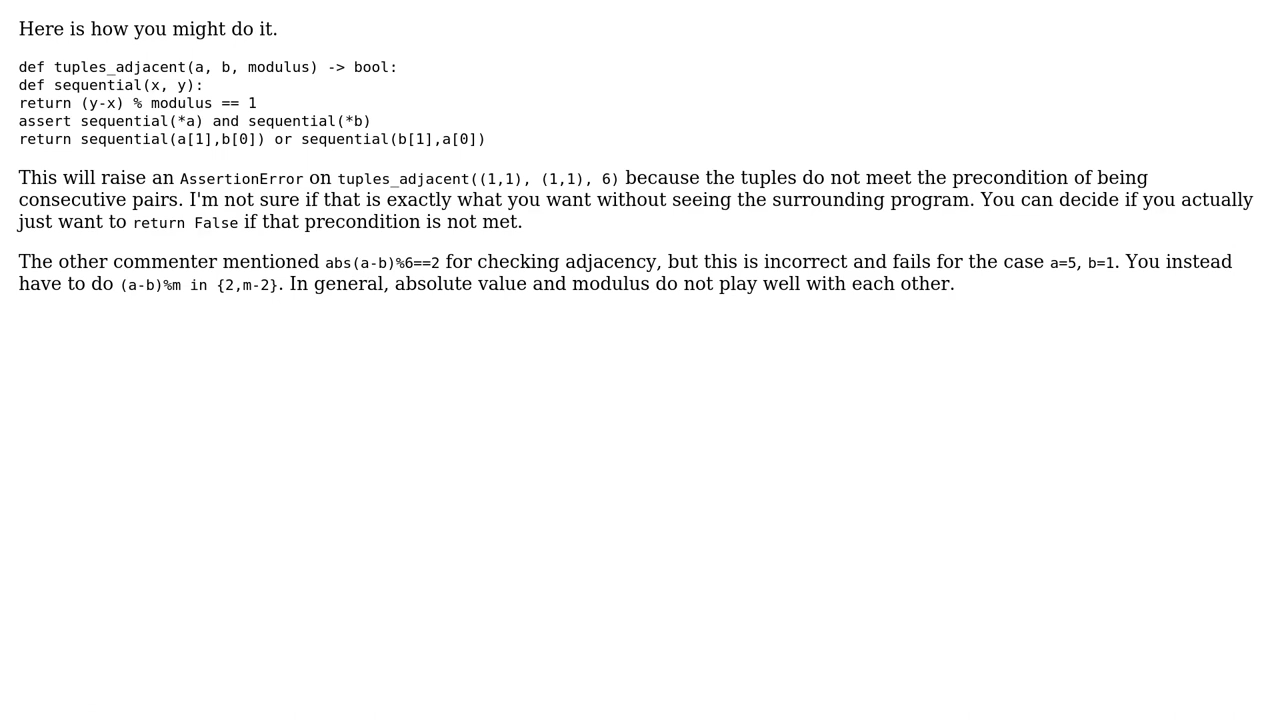 Here is how you might do it.
def tuples_adjacent(a, b, modulus) -> bool:
def sequential(x, y):
return (y-x) % modulus == 1
assert sequential(*a) and sequential(*b)
return sequential(a[1],b[0]) or sequential(b[1],a[0])
This will raise an AssertionError on tuples_adjacent((1,1), (1,1), 6) because the tuples do not meet the precondition of being
consecutive pairs. I'm not sure if that is exactly what you want without seeing the surrounding program. You can decide if you actually
just want to return False if that precondition is not met.
The other commenter mentioned abs(a-b)%6==2 for checking adjacency, but this is incorrect and fails for the case a=5, b=1. You instead
have to do (a-b)%m in {2,m-2}. In general, absolute value and modulus do not play well with each other.